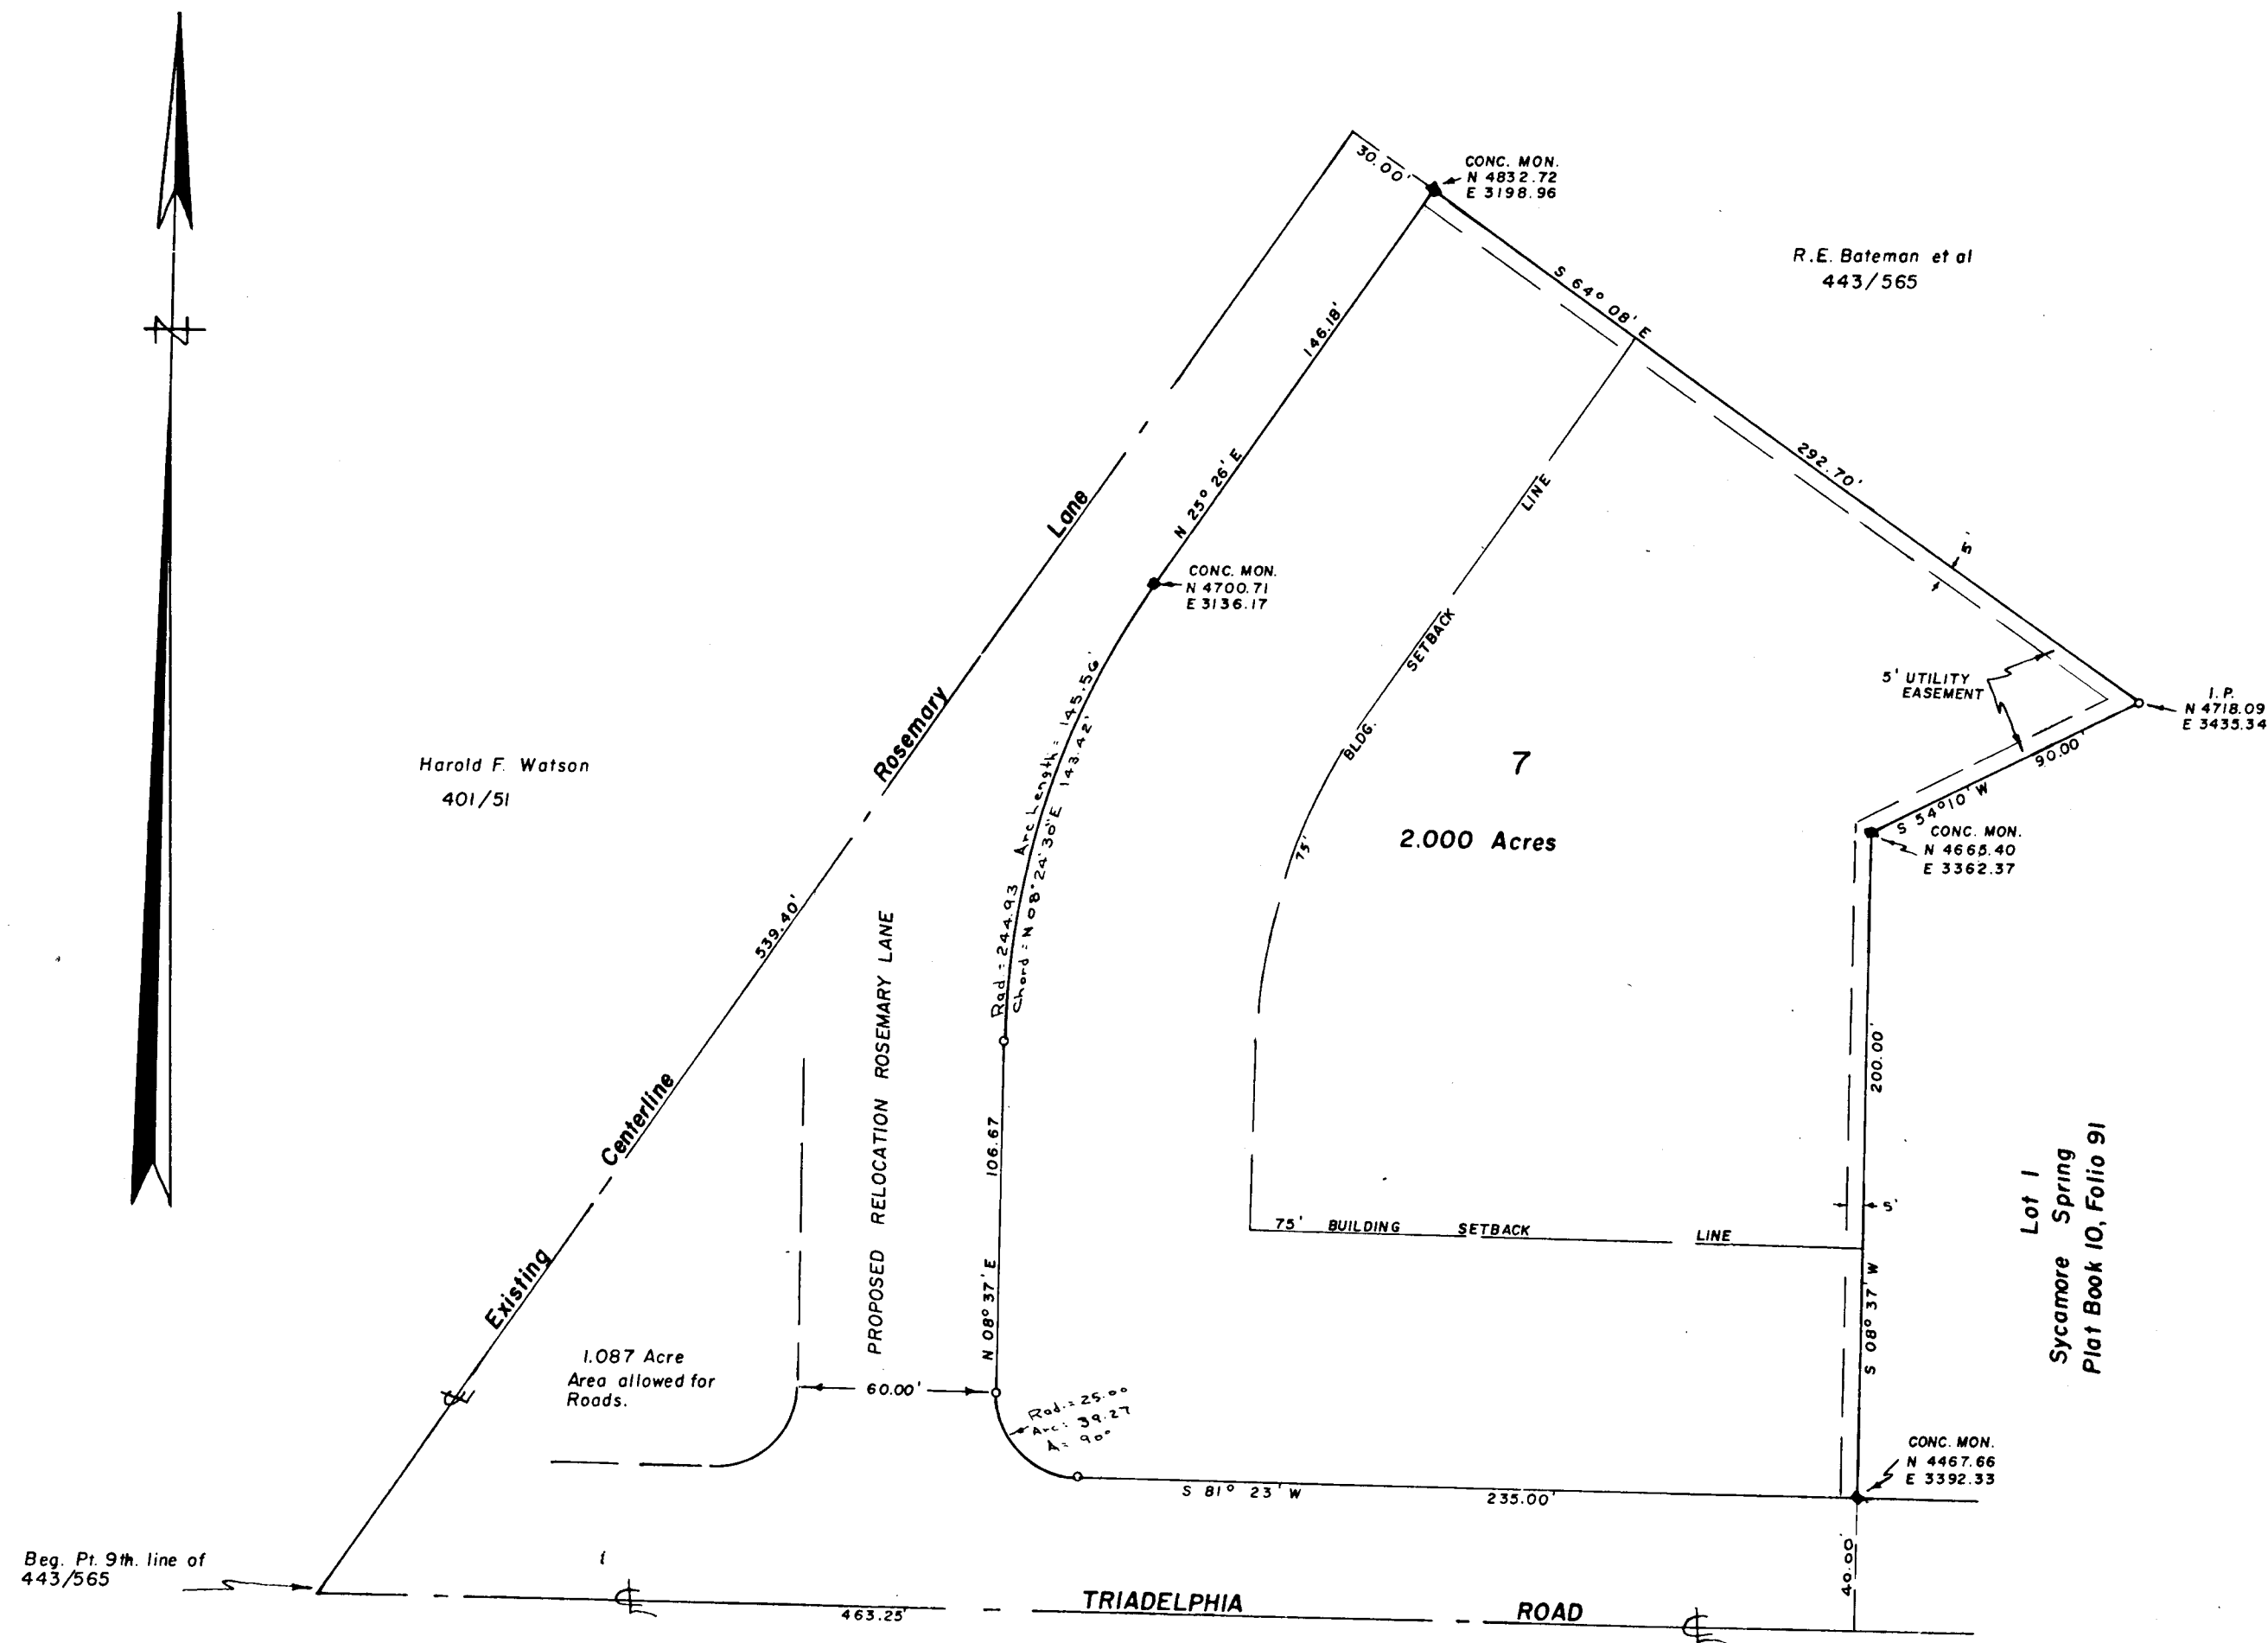 N
30.00'
CONC. MON.
N 4832.72
E 3198.96
R.E. Bateman et al
443/565
S 64° 08' E
292.70'
146.18'
N 25° 26' E
CONC. MON.
N 4700.71
E 3136.17
BLDG. SETBACK LINE
75'
5'
5' UTILITY
EASEMENT
I.P.
N 4718.09
E 3435.34
90.00'
S 54° 10' W
CONC. MON.
N 4665.40
E 3362.37
Harold F. Watson
401/51
7
2.000 Acres
Existing Centerline Rosemary Lane
539.40'
Rad = 244.93 Arc Length = 145.56'
Chord = N 08° 24' 30" E 143.42'
PROPOSED RELOCATION ROSEMARY LANE
106.67
N 08° 37' E
200.00'
S 08° 37' W
5'
75' BUILDING SETBACK LINE
Lot 1
Sycamore Spring
Plat Book 10, Folio 91
1.087 Acre
Area allowed for
Roads.
60.00'
Rad. = 25.00
Arc = 39.27
Δ = 90°
CONC. MON.
N 4467.66
E 3392.33
S 81° 23' W 235.00'
40.00'
Beg. Pt. 9th. line of
443/565
463.25'
TRIADELPHIA ROAD